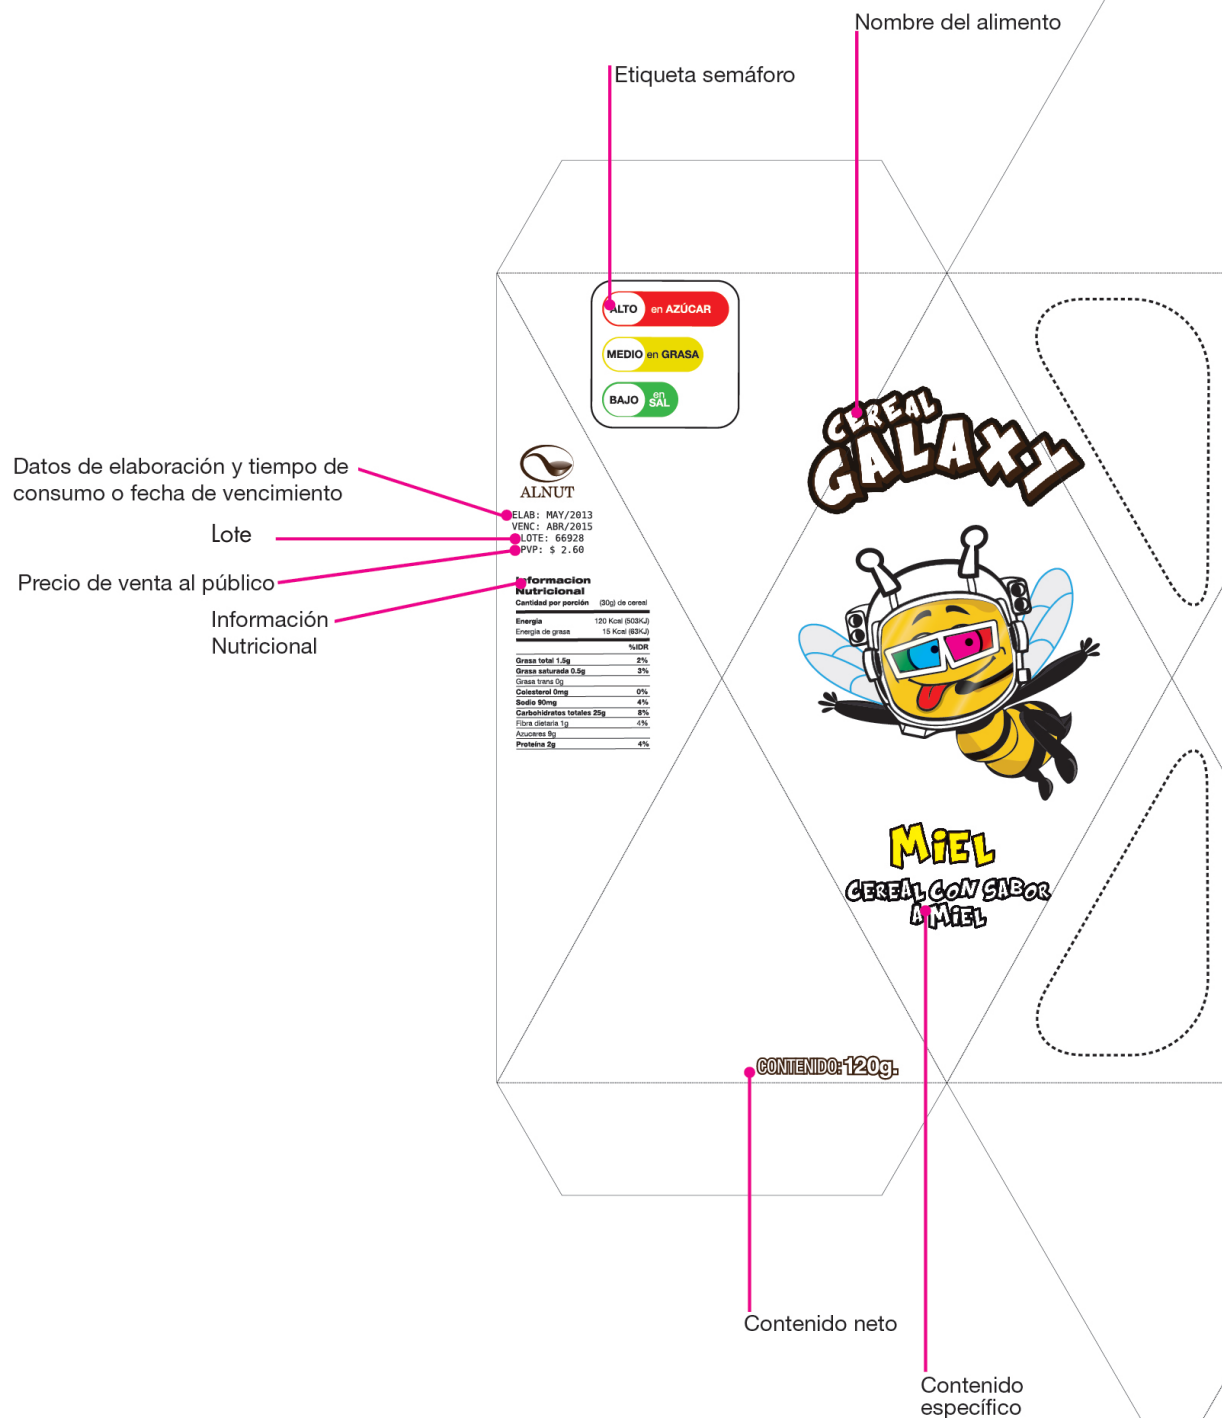 Nombre del alimento
Etiqueta semáforo
ALTO en AZÚCAR
MEDIO en GRASA
BAJO en SAL
CEREAL
GALAXY
Datos de elaboración y tiempo de
consumo o fecha de vencimiento
ALNUT
ELAB: MAY/2013
VENC: ABR/2015
Lote
LOTE: 66928
PVP: $ 2.60
Precio de venta al público
Informacion
Nutricional
Información
Nutricional
Cantidad por porción (30g) de cereal
Energía 120 Kcal (503KJ)
Energía de grasa 15 Kcal (63KJ)
%IDR
Grasa total 1.5g 2%
Grasa saturada 0.5g 3%
Grasa trans 0g
Colesterol 0mg 0%
Sodio 90mg 4%
Carbohidratos totales 25g 8%
Fibra dietaria 1g 4%
Azucares 9g
Proteína 2g 4%
MiEL
CEREAL CON SABOR
A MiEL
CONTENIDO: 120g.
Contenido neto
Contenido
específico